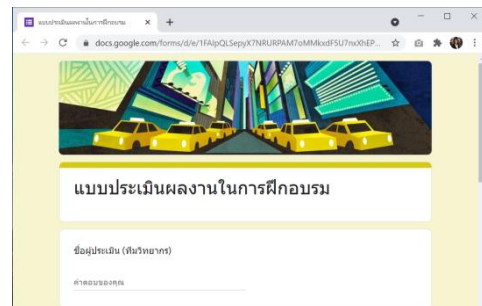 แบบประเมินผลงานในการฝึกอบรม
docs.google.com/forms/d/e/1FAIpQLSepyX7NRURPAM7oMMkxdF5U7nsXhEP...
แบบประเมินผลงานในการฝึกอบรม
ชื่อผู้ประเมิน (ทีมวิทยากร)
คำตอบของคุณ